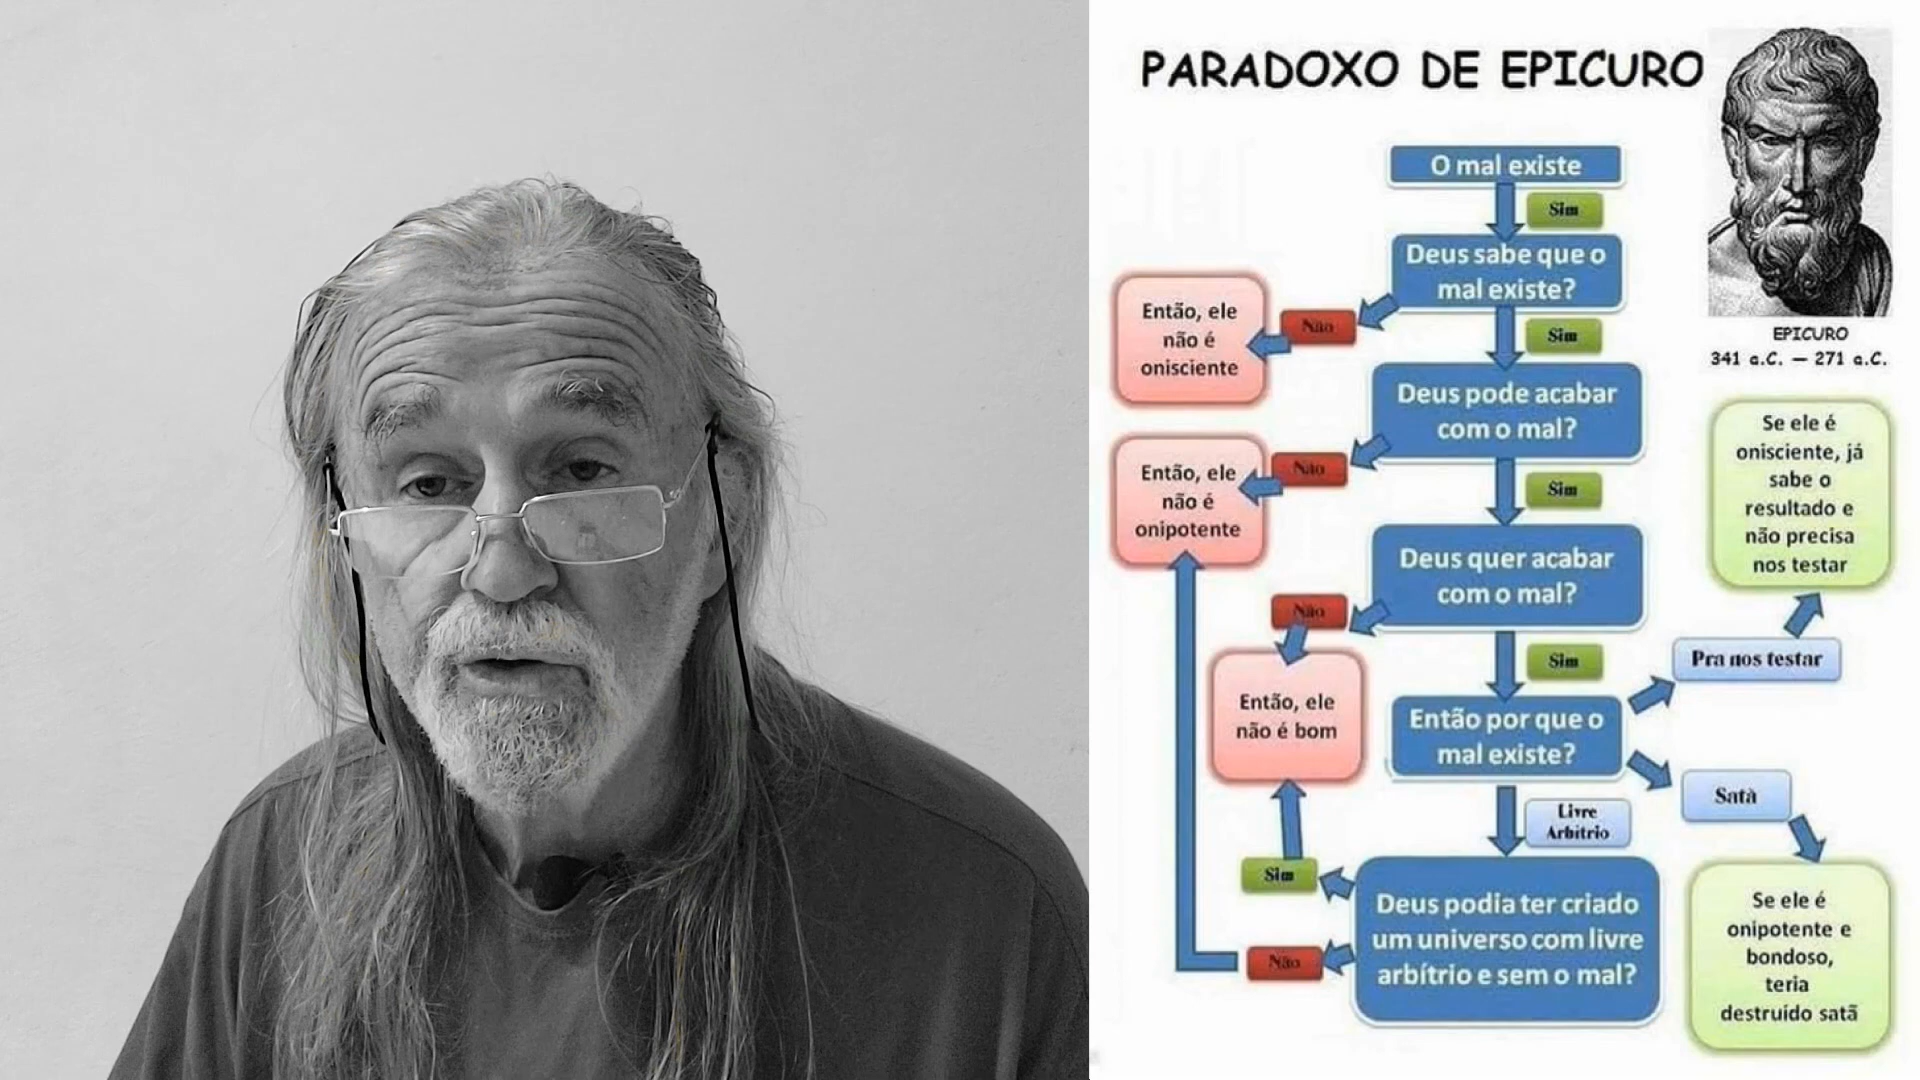 PARADOXO DE EPICURO
O mal existe
Sim
Deus sabe que o
mal existe?
EPICURO
341 a.C. — 271 a.C.
Então, ele
não é
onisciente
Não
Sim
Deus pode acabar
com o mal?
Se ele é
onisciente, já
sabe o
resultado e
não precisa
nos testar
Então, ele
não é
onipotente
Não
Sim
Deus quer acabar
com o mal?
Não
Sim
Pra nos testar
Então, ele
não é bom
Então por que o
mal existe?
Satã
Livre
Arbítrio
Sim
Deus podia ter criado
um universo com livre
arbítrio e sem o mal?
Não
Se ele é
onipotente e
bondoso,
teria
destruído satã